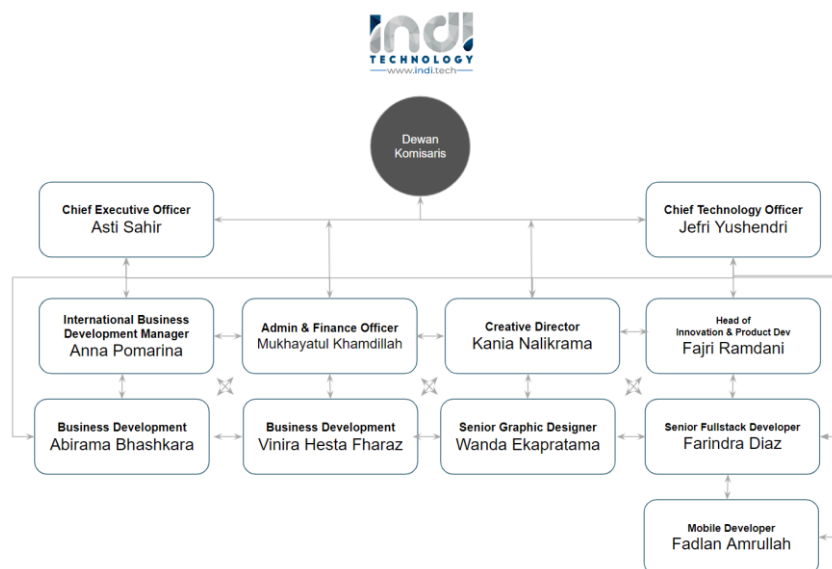 indi
TECHNOLOGY
www.indi.tech
Dewan
Komisaris
Chief Executive Officer
Asti Sahir
Chief Technology Officer
Jefri Yushendri
International Business
Development Manager
Anna Pomarina
Admin & Finance Officer
Mukhayatul Khamdillah
Creative Director
Kania Nalikrama
Head of
Innovation & Product Dev
Fajri Ramdani
Business Development
Abirama Bhashkara
Business Development
Vinira Hesta Fharaz
Senior Graphic Designer
Wanda Ekapratama
Senior Fullstack Developer
Farindra Diaz
Mobile Developer
Fadlan Amrullah